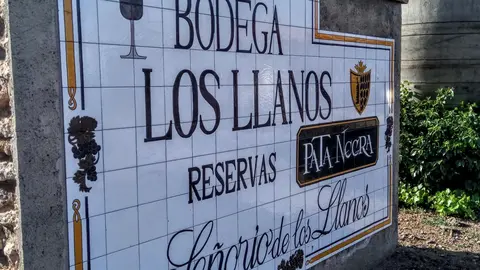 BODEGA
LOS LLANOS
RESERVAS
PATA NEGRA
Señorío de los Llanos